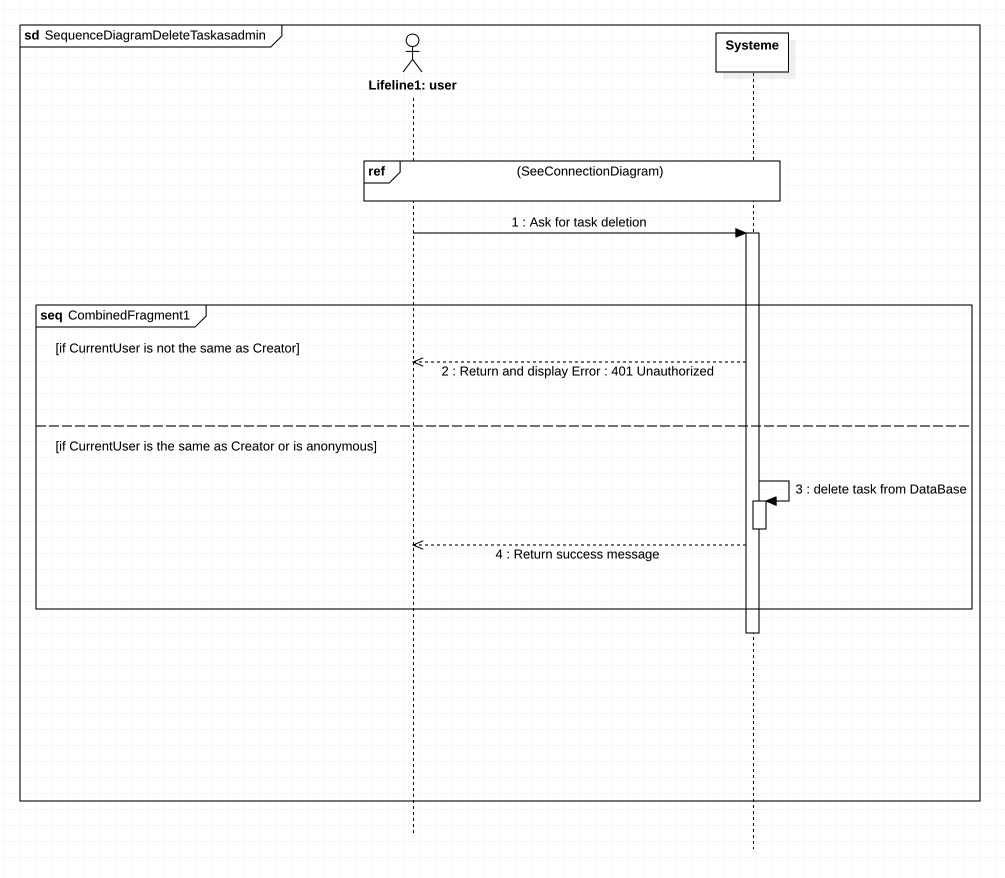 sd SequenceDiagramDeleteTaskasadmin
Systeme
Lifeline1: user
ref
(SeeConnectionDiagram)
1 : Ask for task deletion
seq CombinedFragment1
[if CurrentUser is not the same as Creator]
2 : Return and display Error : 401 Unauthorized
[if CurrentUser is the same as Creator or is anonymous]
3 : delete task from DataBase
4 : Return success message